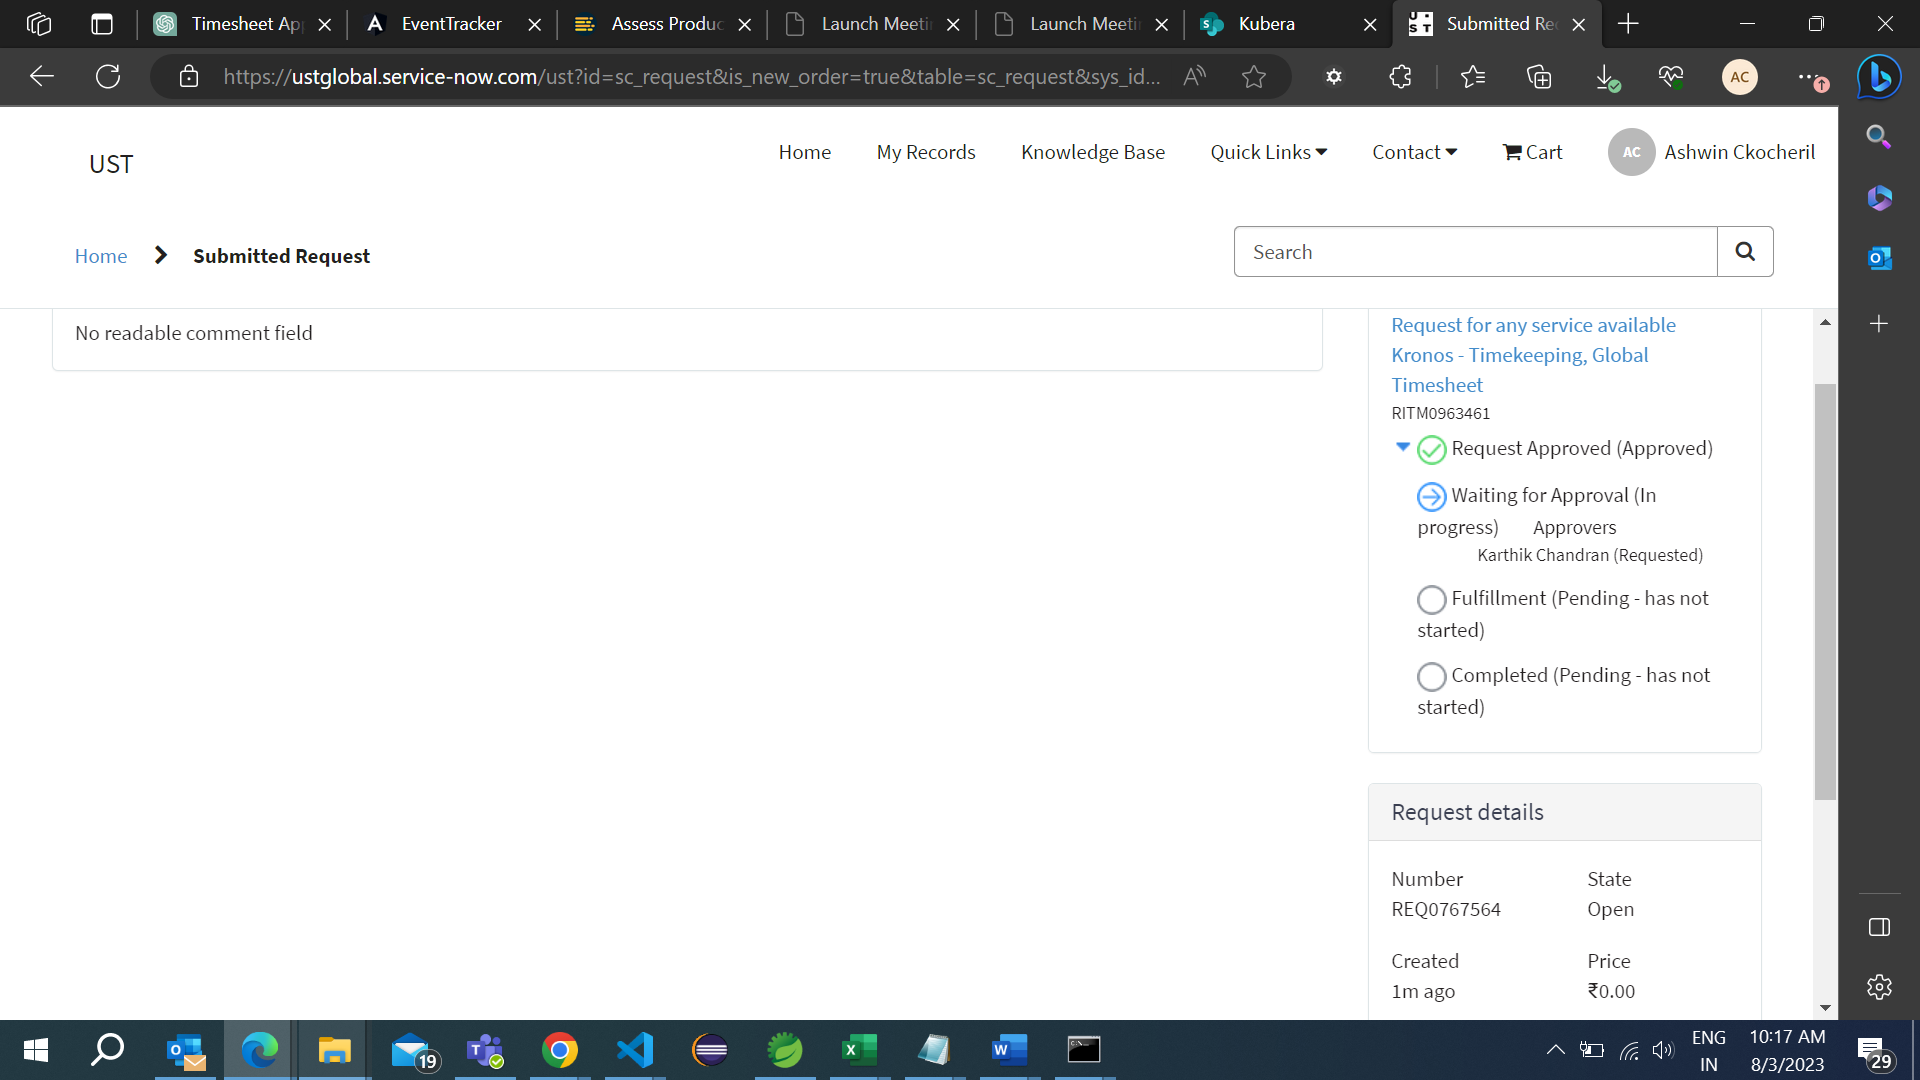 Timesheet Ap
EventTracker
Assess Produc
Launch Meeti
Launch Meeti
Kubera
Submitted Re
https://ustglobal.service-now.com/ust?id=sc_request&is_new_order=true&table=sc_request&sys_id...
AC
UST
Home
My Records
Knowledge Base
Quick Links
Contact
Cart
AC
Ashwin Ckocheril
Home
Submitted Request
Search
No readable comment field
Request for any service available
Kronos - Timekeeping, Global
Timesheet
RITM0963461
Request Approved (Approved)
Waiting for Approval (In
progress) Approvers
Karthik Chandran (Requested)
Fulfillment (Pending - has not
started)
Completed (Pending - has not
started)
Request details
Number
State
REQ0767564
Open
Created
Price
1m ago
₹0.00
19
ENG
IN
10:17 AM
8/3/2023
29